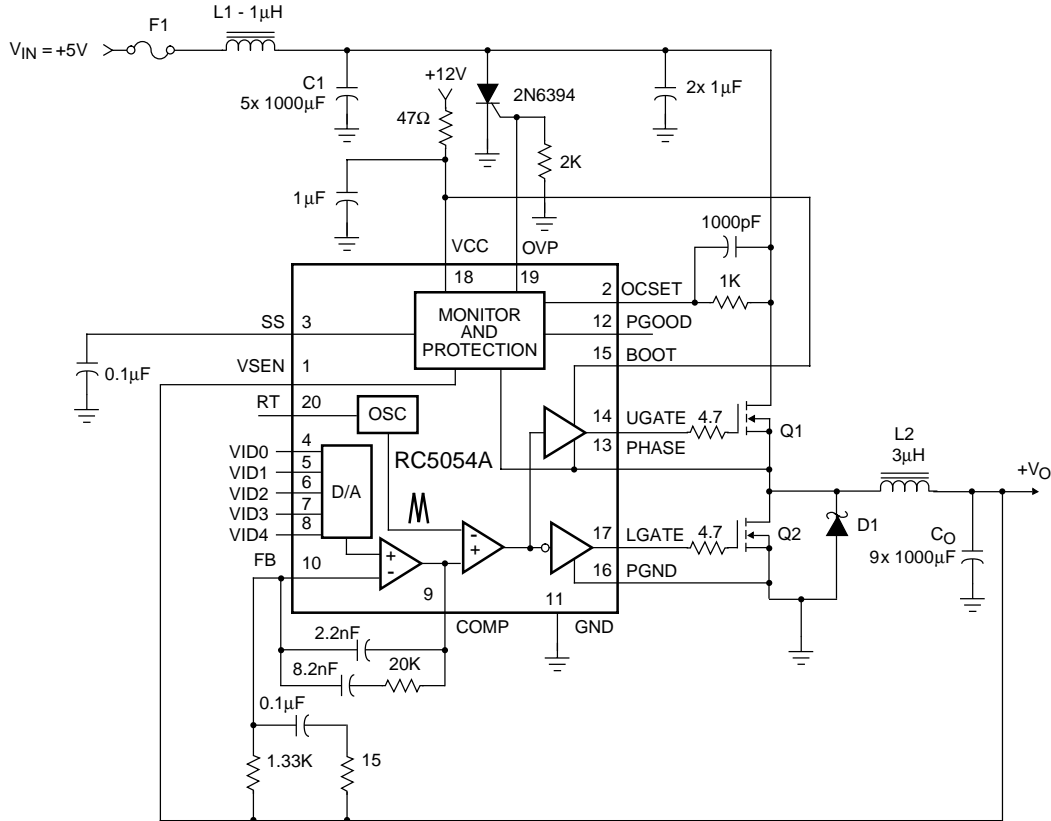 L1 - 1μH
F1
VIN = +5V
C1
5x 1000μF
+12V
2N6394
2x 1μF
47Ω
2K
1μF
1000pF
VCC
OVP
18
19
2
OCSET
1K
MONITOR
AND
PROTECTION
SS
3
12
PGOOD
15
BOOT
0.1μF
VSEN
1
RT
20
OSC
14
UGATE
4.7
Q1
13
PHASE
L2
3μH
+VO
VID0
4
VID1
5
VID2
6
VID3
7
VID4
8
D/A
RC5054A
-
+
17
LGATE
4.7
Q2
D1
CO
9x 1000μF
FB
10
+
-
16
PGND
9
11
COMP
GND
2.2nF
8.2nF
20K
0.1μF
1.33K
15